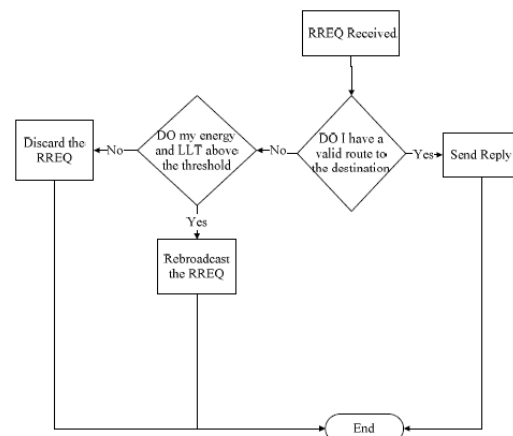 RREQ Received
DO I have a
valid route to
the destination
Yes
Send Reply
No
DO my energy
and LLT above
the threshold
No
Discard the
RREQ
Yes
Rebroadcast
the RREQ
End